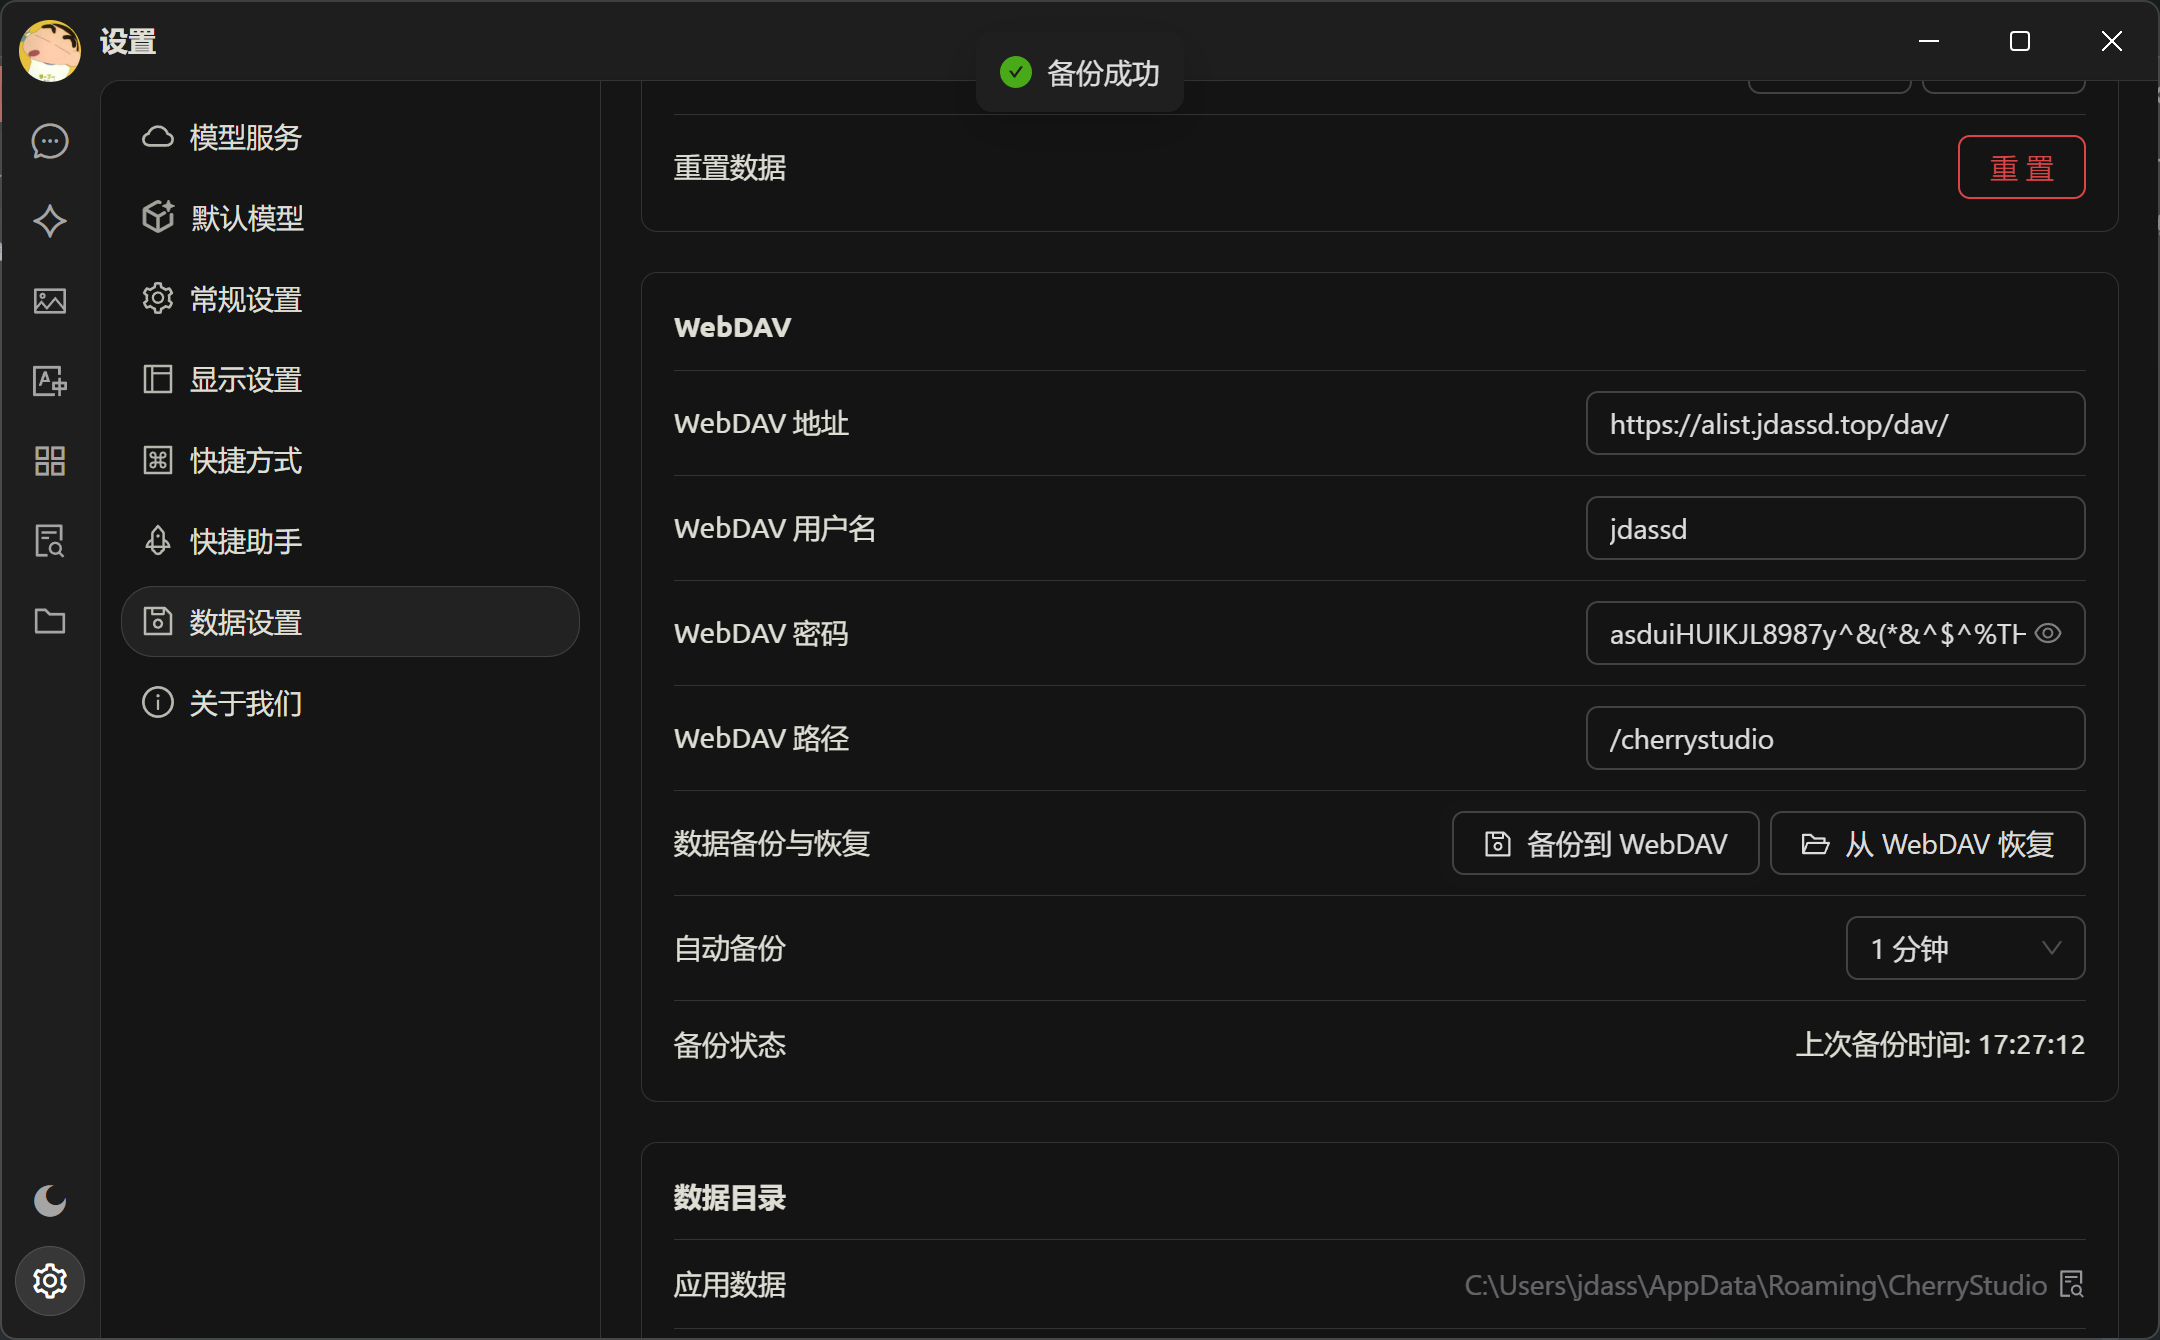 设置
备份成功
模型服务
默认模型
常规设置
显示设置
快捷方式
快捷助手
数据设置
关于我们
重置数据
重 置
WebDAV
WebDAV 地址
https://alist.jdassd.top/dav/
WebDAV 用户名
jdassd
WebDAV 密码
asduiHUIKJL8987y^&(*&^$^%TH
WebDAV 路径
/cherrystudio
数据备份与恢复
备份到 WebDAV
从 WebDAV 恢复
自动备份
1 分钟
备份状态
上次备份时间: 17:27:12
数据目录
应用数据
C:\Users\jdass\AppData\Roaming\CherryStudio